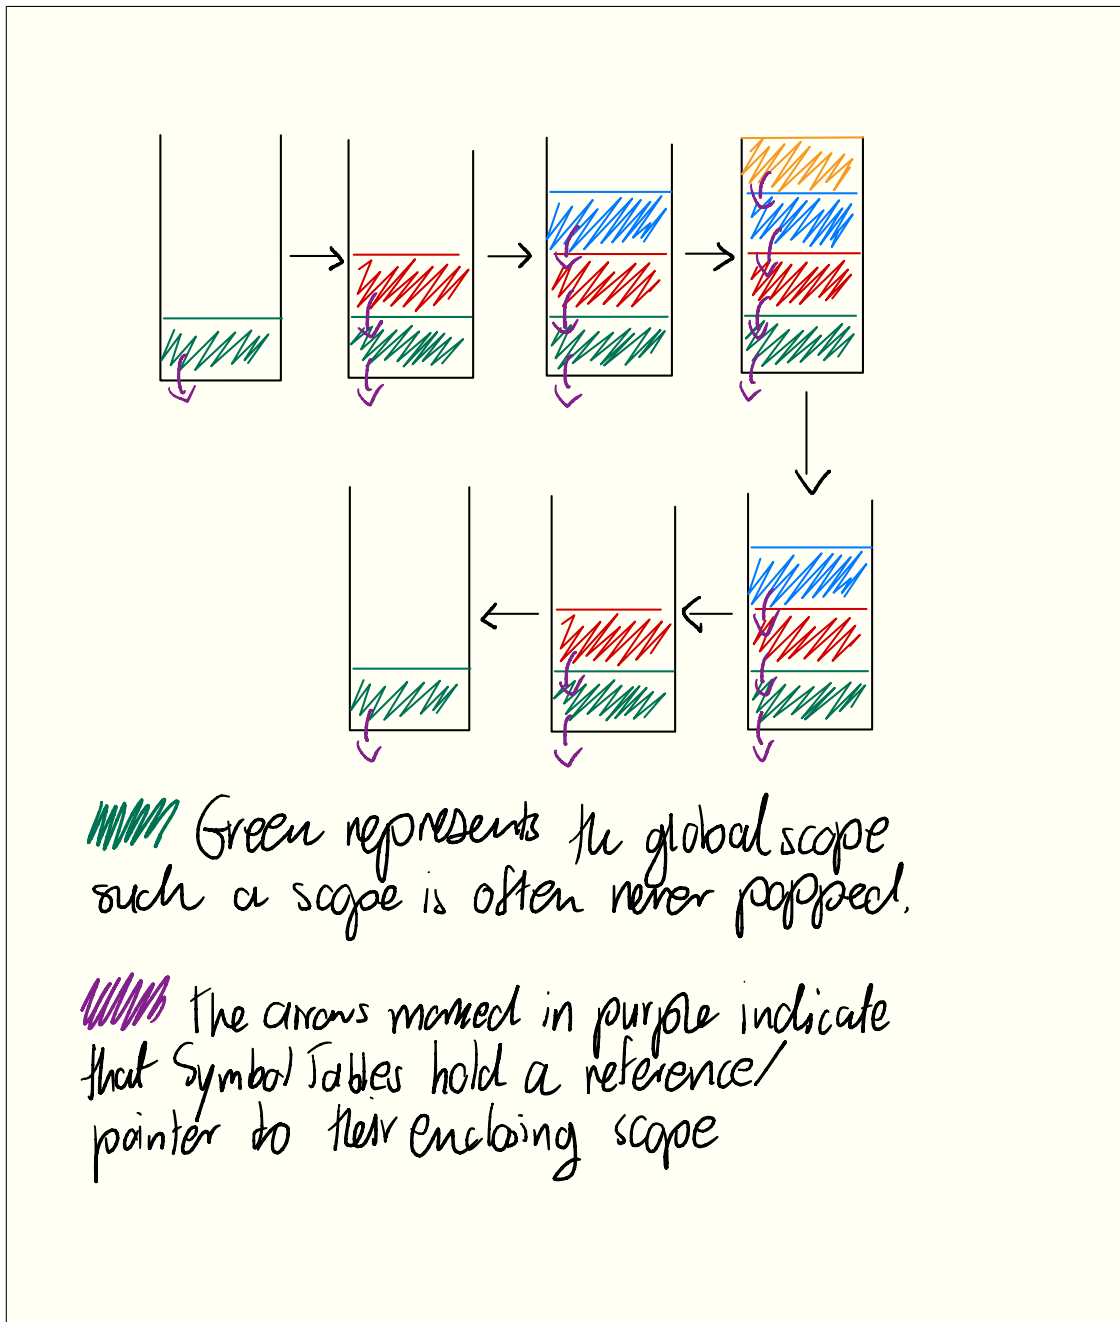 Green represents the global scope
such a scope is often never popped.
The arrows marked in purple indicate
that Symbol Tables hold a reference/
pointer to their enclosing scope